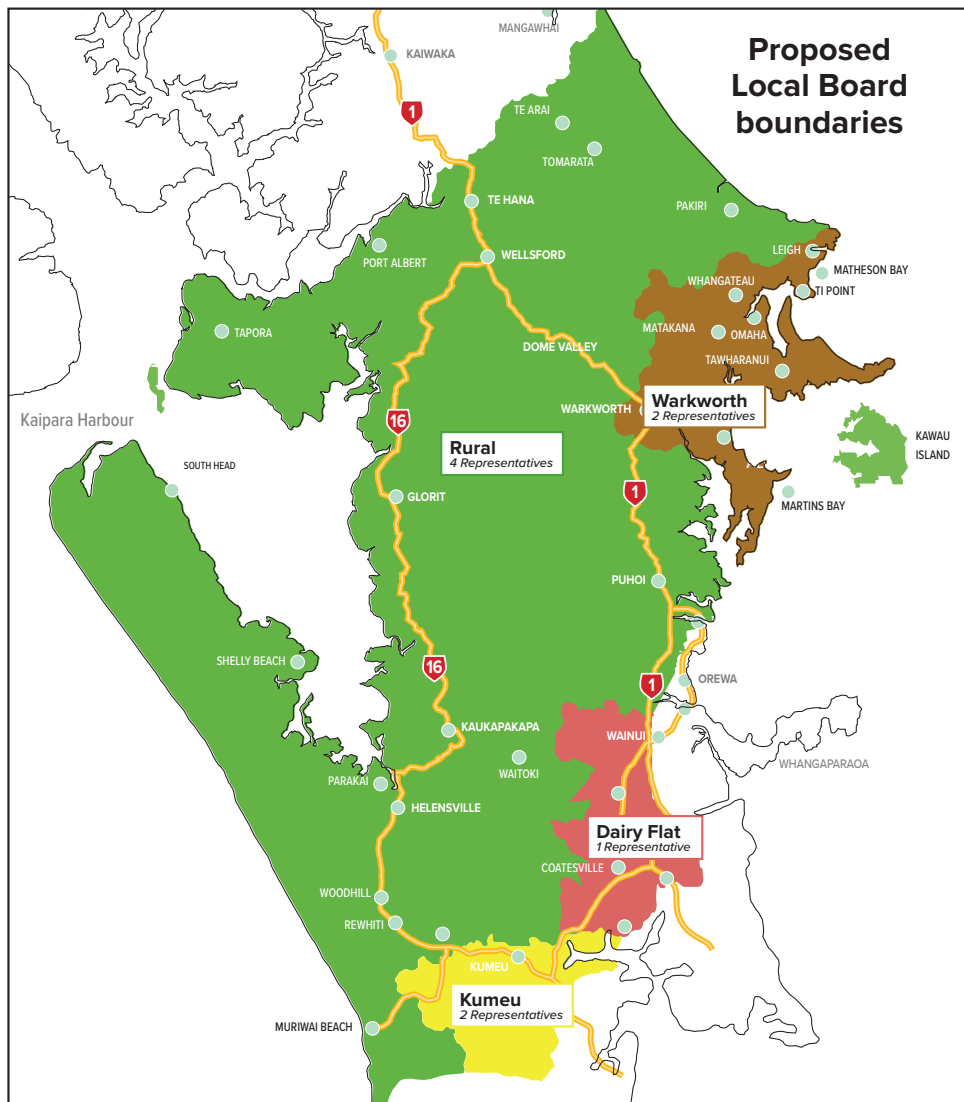 MANGAWHAI
Proposed
Local Board
boundaries
KAIWAKA
1
TE ARAI
TOMARATA
TE HANA
PAKIRI
PORT ALBERT
WELLSFORD
LEIGH
MATHESON BAY
WHANGATEAU
TI POINT
TAPORA
MATAKANA
OMAHA
DOME VALLEY
TAWHARANUI
Warkworth
2 Representatives
WARKWORTH
Kaipara Harbour
16
Rural
4 Representatives
KAWAU
ISLAND
SOUTH HEAD
GLORIT
1
MARTINS BAY
PUHOI
SHELLY BEACH
16
1
OREWA
KAUKAPAKAPA
WAINUI
WAITOKI
WHANGAPARAOA
PARAKAI
HELENSVILLE
Dairy Flat
1 Representative
COATESVILLE
WOODHILL
REWHITI
KUMEU
Kumeu
2 Representatives
MURIWAI BEACH